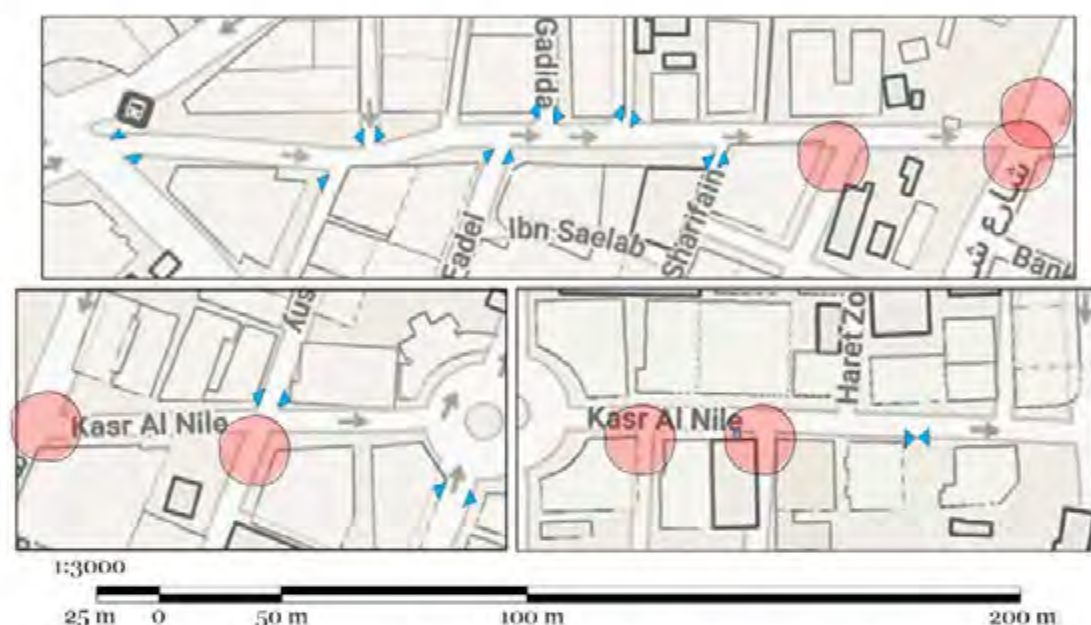 Gadida
Fadel
Ibn Saelab
Sharifain
شارع
Bank
Kasr Al Nile
Kasr Al Nile
Haret Zo
1:3000
25 m 0 50 m 100 m 200 m